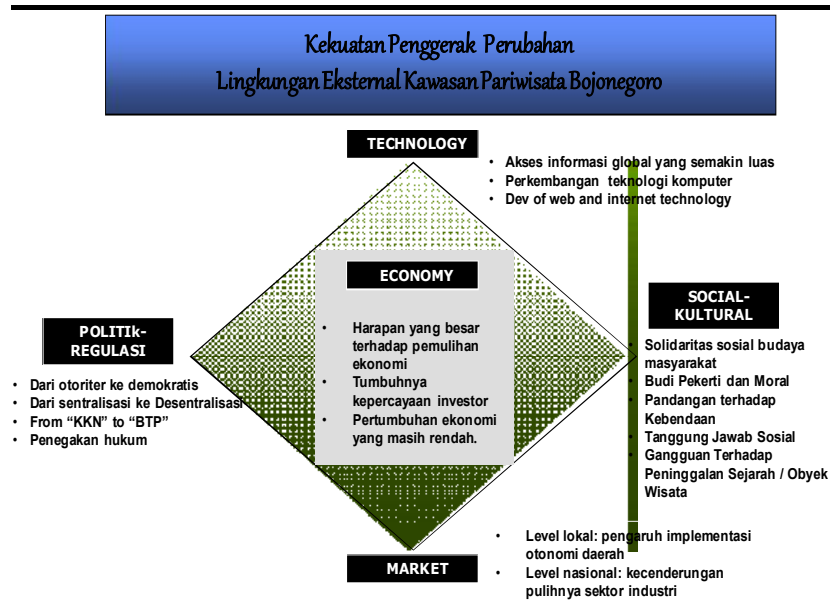 Kekuatan Penggerak Perubahan
Lingkungan Eksternal Kawasan Pariwisata Bojonegoro
TECHNOLOGY
• Akses informasi global yang semakin luas
• Perkembangan teknologi komputer
• Dev of web and internet technology
ECONOMY
• Harapan yang besar
terhadap pemulihan
ekonomi
• Tumbuhnya
kepercayaan investor
• Pertumbuhan ekonomi
yang masih rendah.
POLITIk-
REGULASI
• Dari otoriter ke demokratis
• Dari sentralisasi ke Desentralisasi
• From “KKN” to “BTP”
• Penegakan hukum
SOCIAL-
KULTURAL
• Solidaritas sosial budaya
masyarakat
• Budi Pekerti dan Moral
• Pandangan terhadap
Kebendaan
• Tanggung Jawab Sosial
• Gangguan Terhadap
Peninggalan Sejarah / Obyek
Wisata
MARKET
• Level lokal: pengaruh implementasi
otonomi daerah
• Level nasional: kecenderungan
pulihnya sektor industri